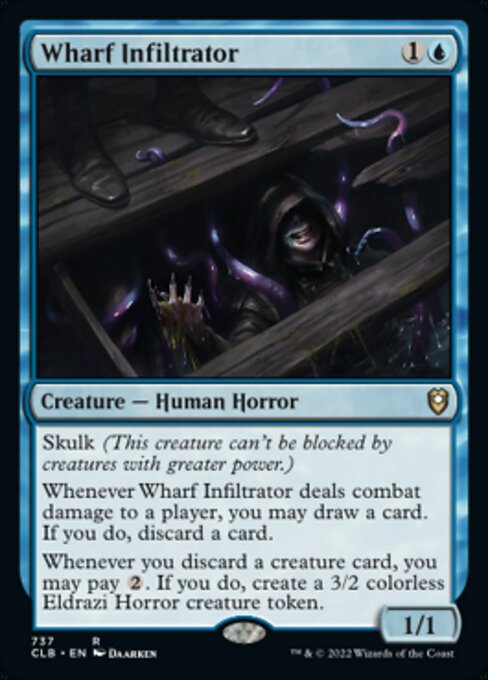 Wharf Infiltrator 1
Creature — Human Horror
Skulk (This creature can't be blocked by
creatures with greater power.)
Whenever Wharf Infiltrator deals combat
damage to a player, you may draw a card.
If you do, discard a card.
Whenever you discard a creature card, you
may pay 2. If you do, create a 3/2 colorless
Eldrazi Horror creature token.
1/1
737 R
CLB • EN Daarken
™ & © 2022 Wizards of the Coast